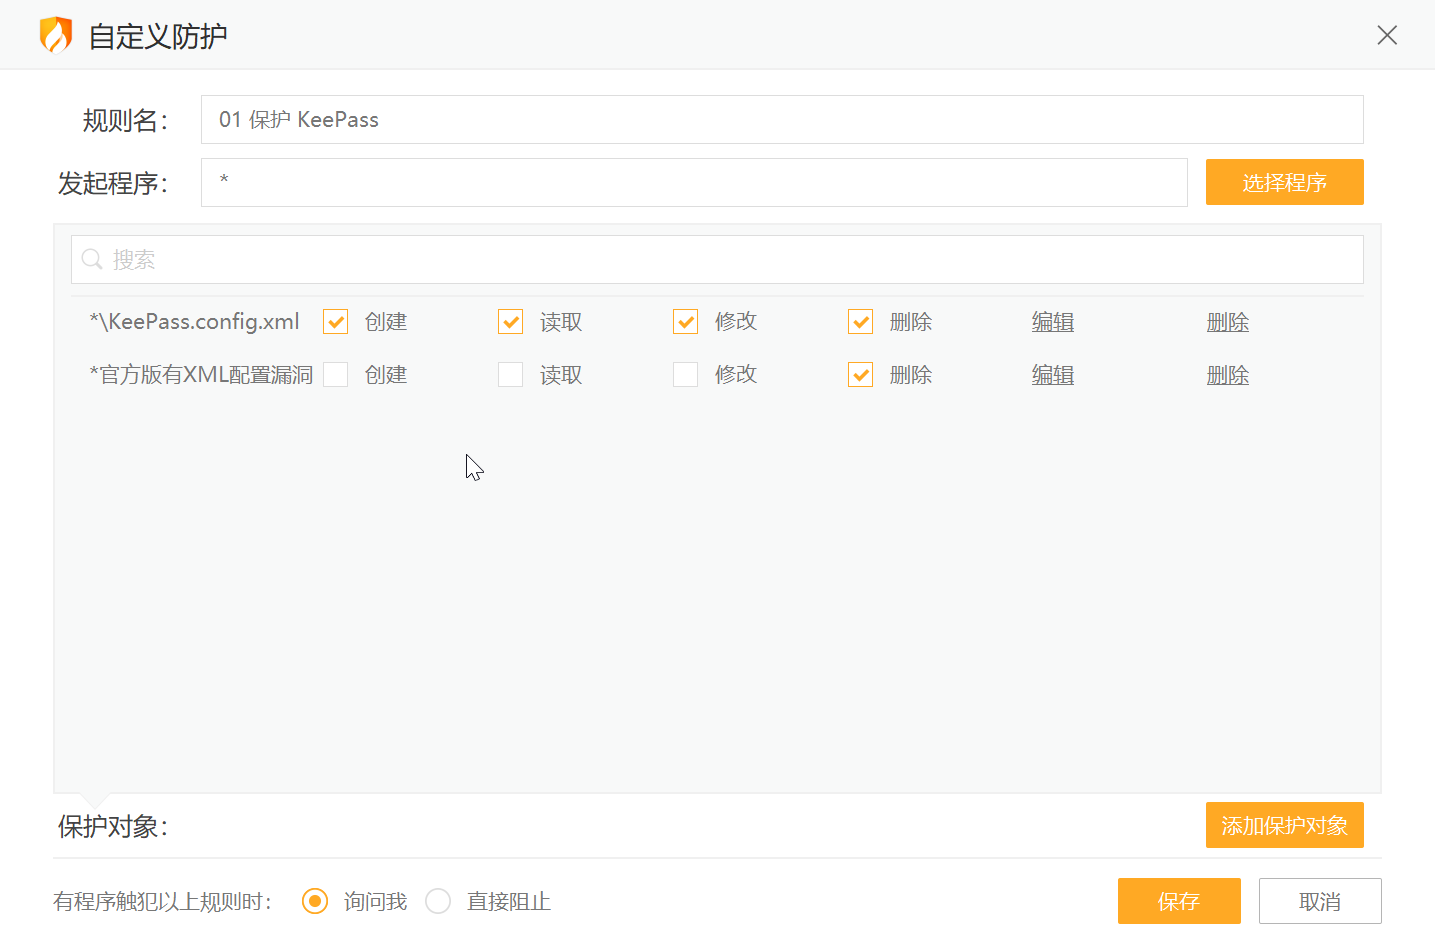 自定义防护
规则名： 01 保护 KeePass
发起程序： * 选择程序
搜索
*\KeePass.config.xml 创建 读取 修改 删除 编辑 删除
*官方版有XML配置漏洞 创建 读取 修改 删除 编辑 删除
保护对象： 添加保护对象
有程序触犯以上规则时： 询问我 直接阻止 保存 取消